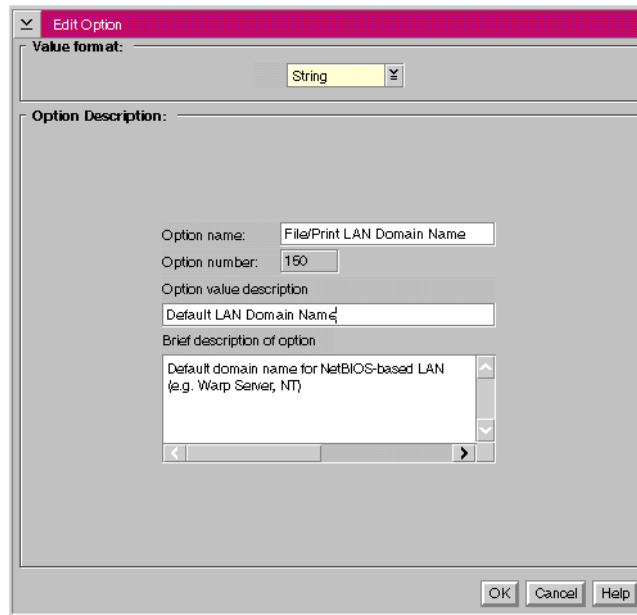 Edit Option
Value format:
String
Option Description:
Option name: File/Print LAN Domain Name
Option number: 150
Option value description
Default LAN Domain Name
Brief description of option
Default domain name for NetBIOS-based LAN
(e.g. Warp Server, NT)
OK Cancel Help